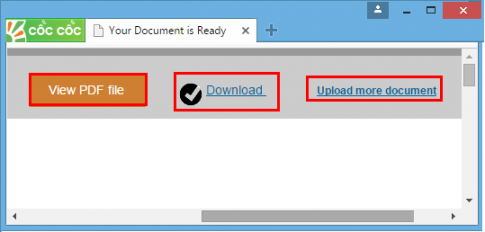 cốc cốc
Your Document is Ready
View PDF file
Download
Upload more document